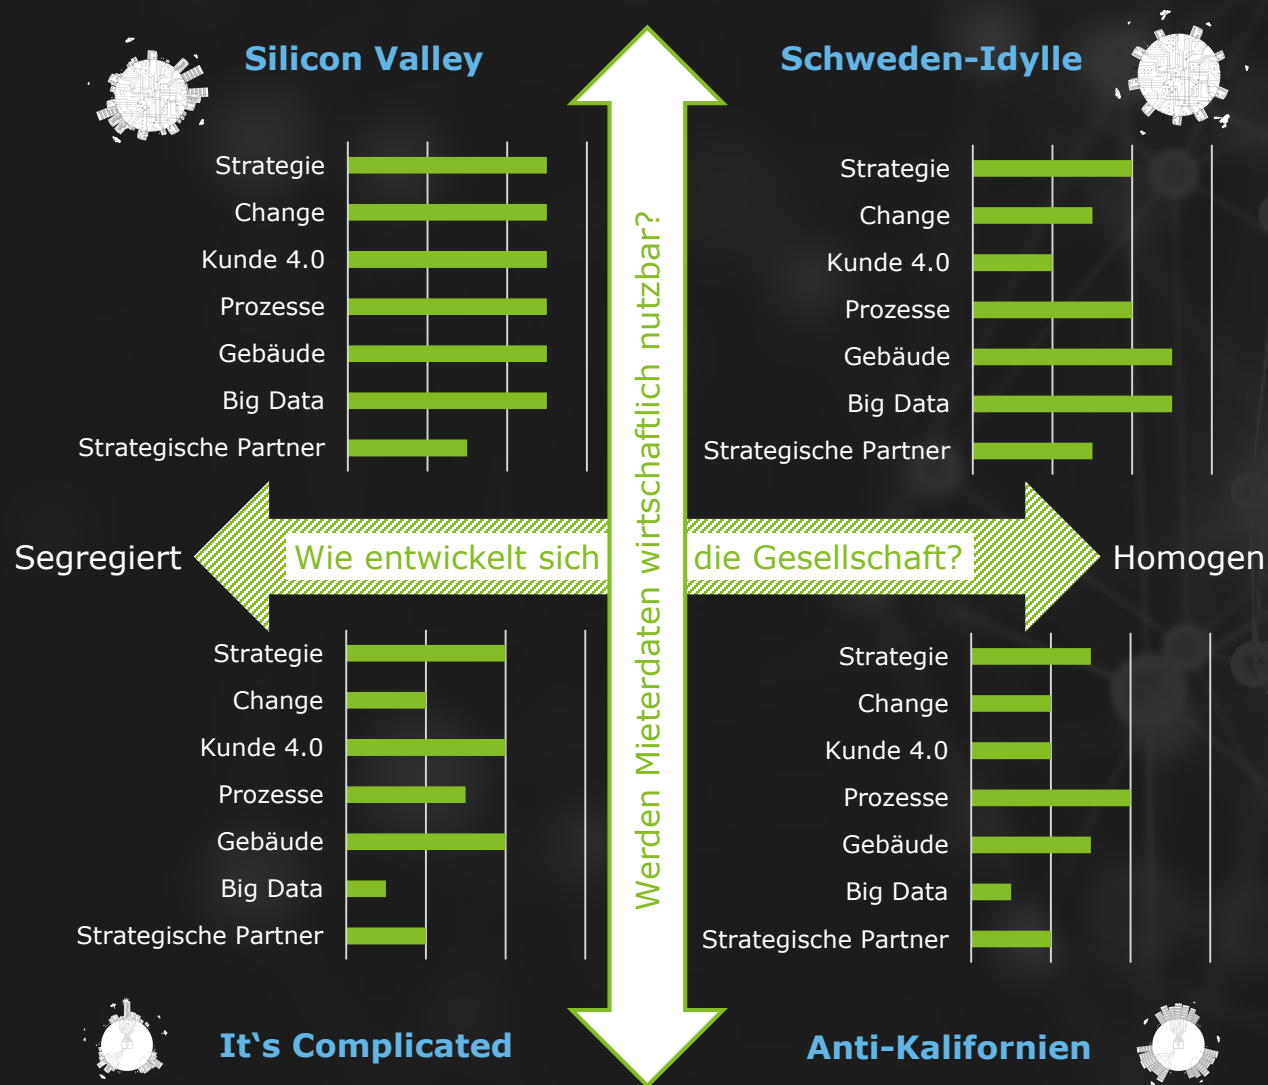 Silicon Valley
Strategie
Change
Kunde 4.0
Prozesse
Gebäude
Big Data
Strategische Partner
Schweden-Idylle
Strategie
Change
Kunde 4.0
Prozesse
Gebäude
Big Data
Strategische Partner
Werden Mieterdaten wirtschaftlich nutzbar?
Segregiert
Wie entwickelt sich die Gesellschaft?
Homogen
Strategie
Change
Kunde 4.0
Prozesse
Gebäude
Big Data
Strategische Partner
It‘s Complicated
Strategie
Change
Kunde 4.0
Prozesse
Gebäude
Big Data
Strategische Partner
Anti-Kalifornien